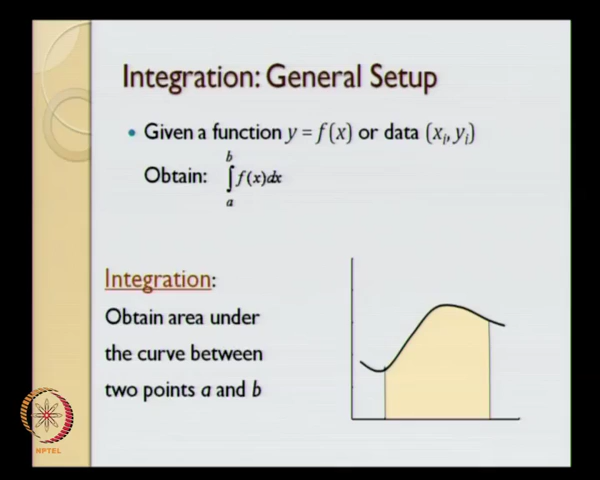 Integration: General Setup
• Given a function y = f(x) or data (xᵢ, yᵢ)
b
Obtain: ∫ f(x)dx
a
Integration:
Obtain area under
the curve between
two points a and b
NPTEL